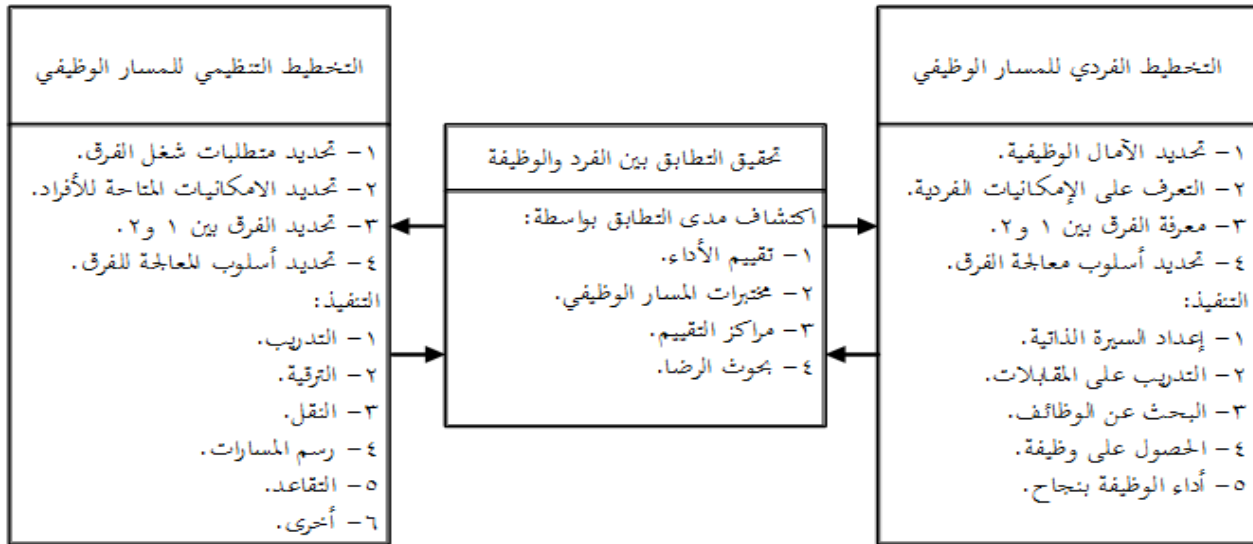 التخطيط الفردي للمسار الوظيفي
١- تحديد الآمال الوظيفية.
٢- التعرف على الإمكانيات الفردية.
٣- معرفة الفرق بين ١ و٢.
٤- تحديد أسلوب معالجة الفرق.
التنفيذ:
١- إعداد السيرة الذاتية.
٢- التدريب على المقابلات.
٣- البحث عن الوظائف.
٤- الحصول على وظيفة.
٥- أداء الوظيفة بنجاح.
تحقيق التطابق بين الفرد والوظيفة
اكتشاف مدى التطابق بواسطة:
١- تقييم الأداء.
٢- مختبرات المسار الوظيفي.
٣- مراكز التقييم.
٤- بحوث الرضا.
التخطيط التنظيمي للمسار الوظيفي
١- تحديد متطلبات شغل الفرق.
٢- تحديد الامكانيات المتاحة للأفراد.
٣- تحديد الفرق بين ١ و٢.
٤- تحديد أسلوب المعالجة للفرق.
التنفيذ:
١- التدريب.
٢- الترقية.
٣- النقل.
٤- رسم المسارات.
٥- التقاعد.
٦- أخرى.